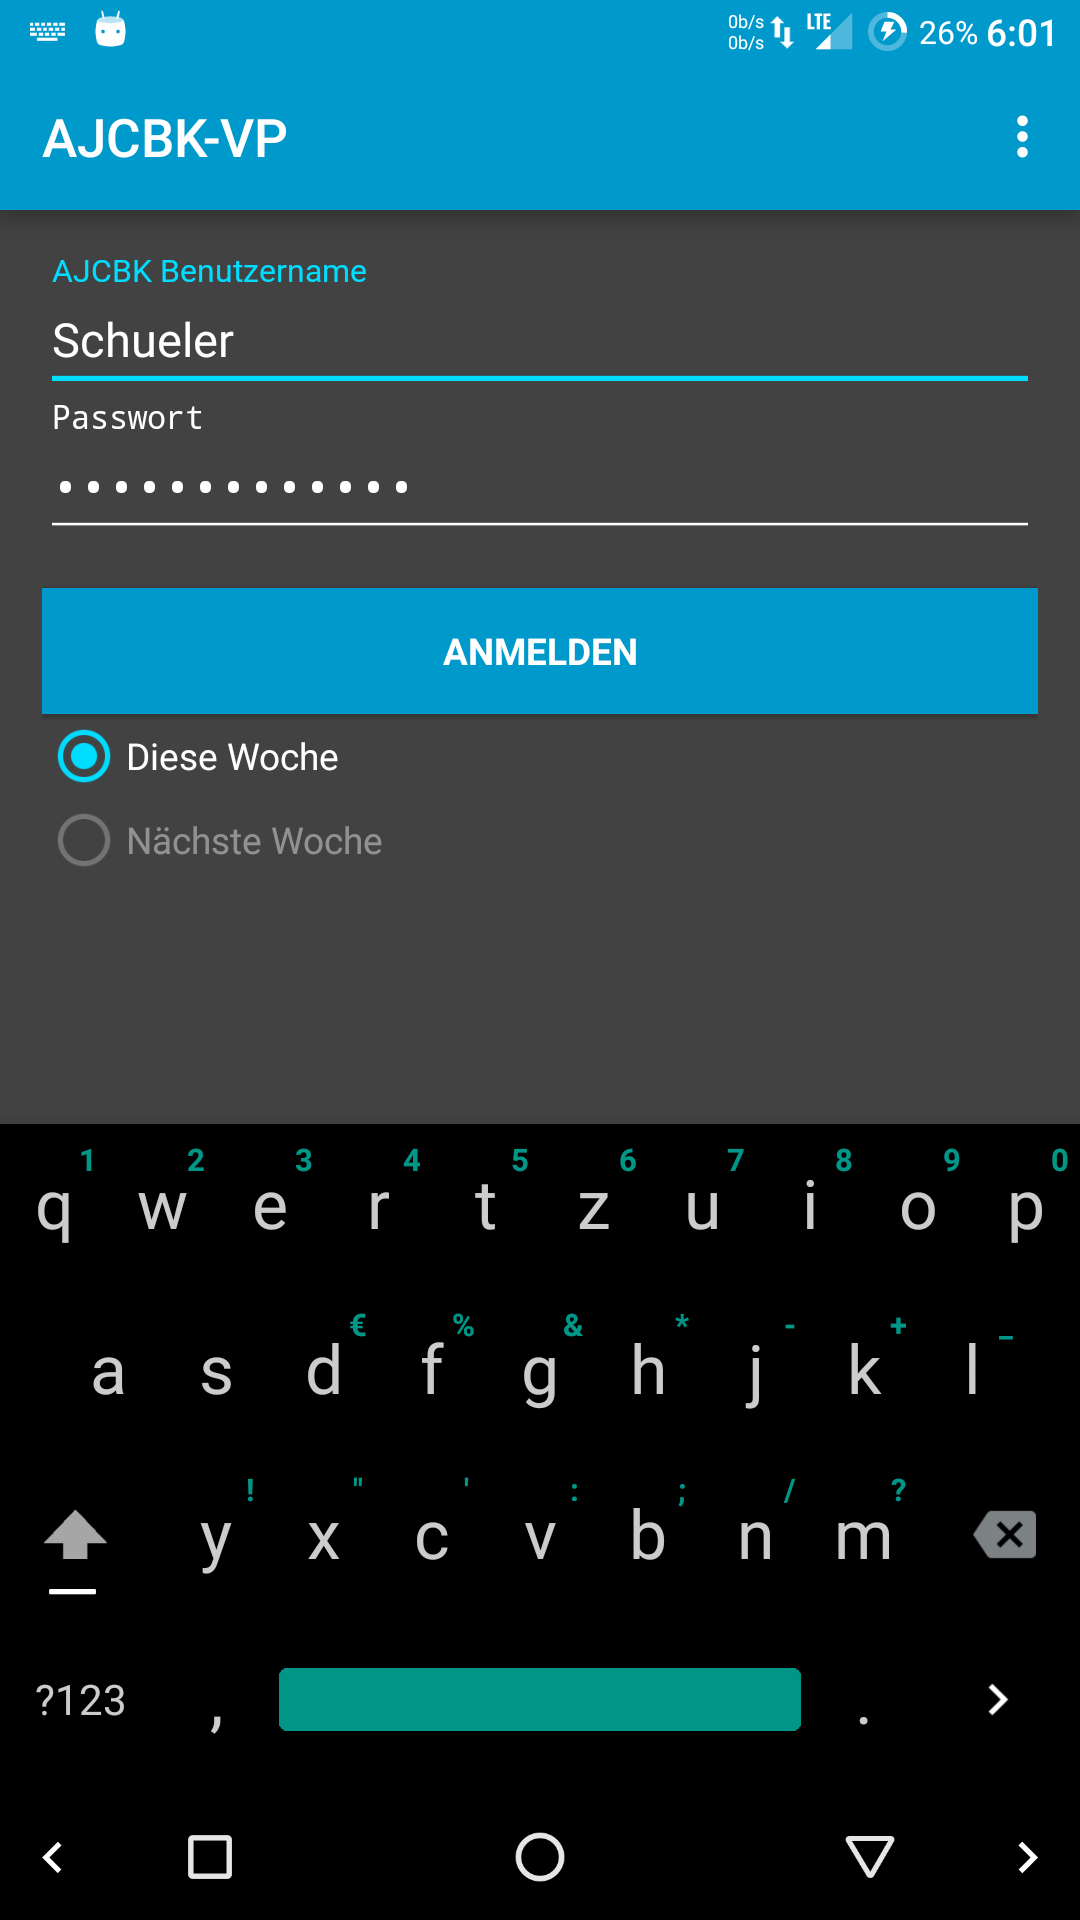 0b/s
0b/s
LTE
26% 6:01
AJCBK-VP
AJCBK Benutzername
Schueler
Passwort
•••••••••••••
ANMELDEN
Diese Woche
Nächste Woche
1 2 3 4 5 6 7 8 9 0
q w e r t z u i o p
€ % & * - + _
a s d f g h j k l
! " ' : ; / ?
y x c v b n m
?123 , .